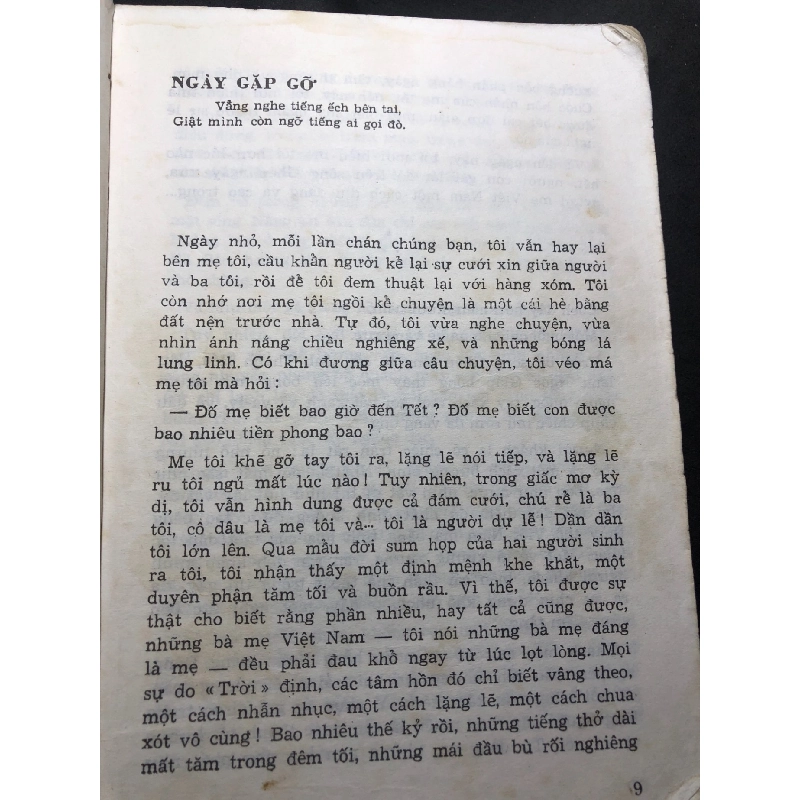 NGÀY GẶP GỠ
Vẳng nghe tiếng ếch bên tai,
Giật mình còn ngỡ tiếng ai gọi đò.
Ngày nhỏ, mỗi lần chán chúng bạn, tôi vẫn hay lại
bên mẹ tôi, cầu khẩn người kể lại sự cưới xin giữa người
và ba tôi, rồi để tôi đem thuật lại với hàng xóm. Tôi
còn nhớ nơi mẹ tôi ngồi kể chuyện là một cái hè bằng
đất nện trước nhà. Tự đó, tôi vừa nghe chuyện, vừa
nhìn ánh nắng chiều nghiêng xế, và những bóng lá
lung linh. Có khi đương giữa câu chuyện, tôi véo má
mẹ tôi mà hỏi :
— Đố mẹ biết bao giờ đến Tết ? Đố mẹ biết con được
bao nhiêu tiền phong bao ?
Mẹ tôi khẽ gỡ tay tôi ra, lặng lẽ nói tiếp, và lặng lẽ
ru tôi ngủ mất lúc nào ! Tuy nhiên, trong giấc mơ kỳ
dị, tôi vẫn hình dung được cả đám cưới, chú rể là ba
tôi, cô dâu là mẹ tôi và... tôi là người dự lễ ! Dần dần
tôi lớn lên. Qua mẩu đời sum họp của hai người sinh
ra tôi, tôi nhận thấy một định mệnh khe khắt, một
duyên phận tăm tối và buồn rầu. Vì thế, tôi được sự
thật cho biết rằng phần nhiều, hay tất cả cũng được,
những bà mẹ Việt Nam — tôi nói những bà mẹ đáng
là mẹ — đều phải đau khổ ngay từ lúc lọt lòng. Mọi
sự do « Trời » định, các tâm hồn đó chỉ biết vâng theo,
một cách nhẫn nhục, một cách lặng lẽ, một cách chua
xót vô cùng ! Bao nhiêu thế kỷ rồi, những tiếng thở dài
mất tăm trong đêm tối, những mái đầu bù rối nghiêng
9